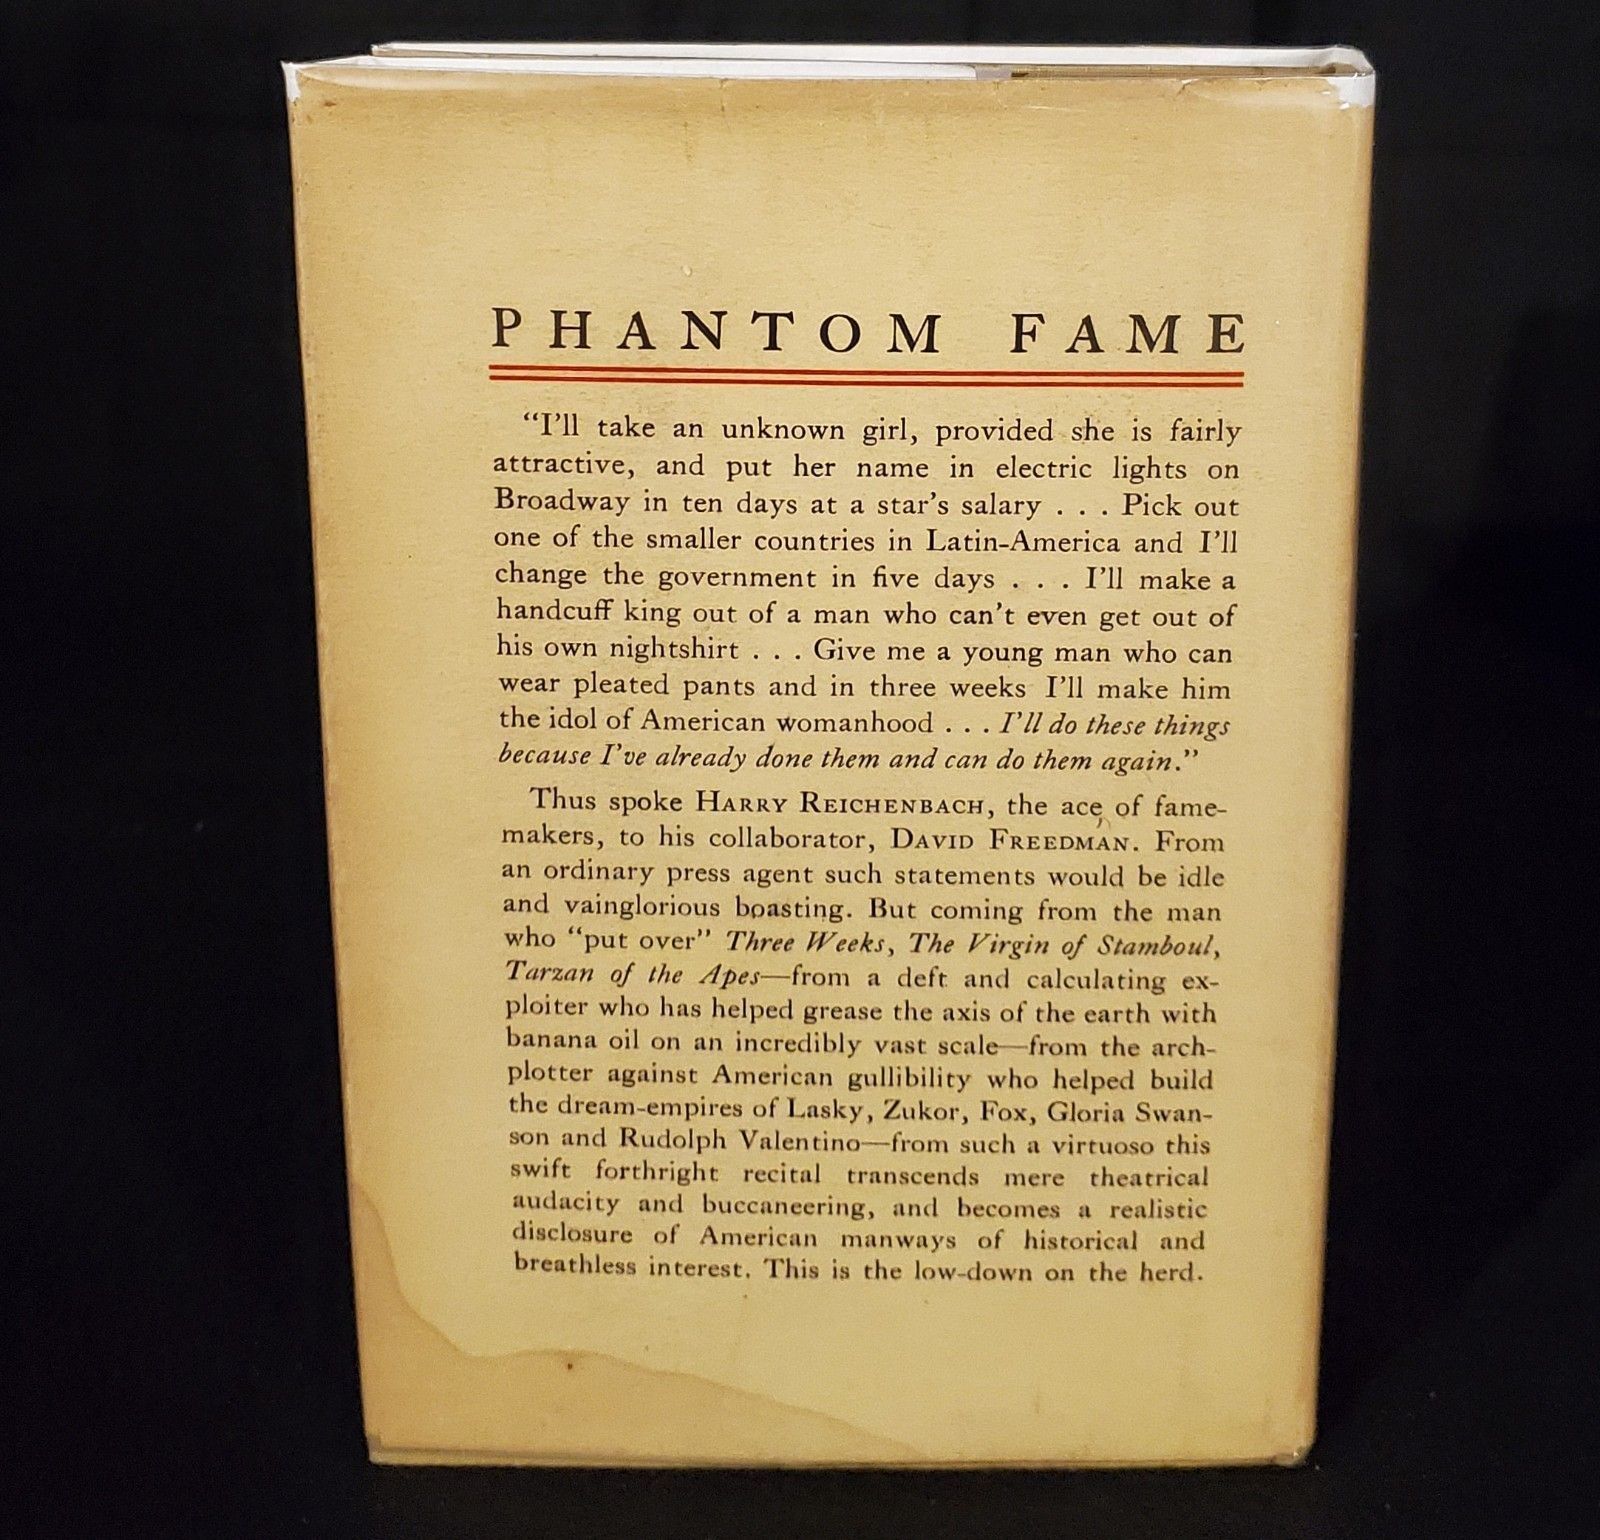 PHANTOM FAME
“I’ll take an unknown girl, provided she is fairly
attractive, and put her name in electric lights on
Broadway in ten days at a star’s salary . . . Pick out
one of the smaller countries in Latin-America and I’ll
change the government in five days . . . I’ll make a
handcuff king out of a man who can’t even get out of
his own nightshirt . . . Give me a young man who can
wear pleated pants and in three weeks I’ll make him
the idol of American womanhood . . . I’ll do these things
because I’ve already done them and can do them again.”
Thus spoke HARRY REICHENBACH, the ace of fame-
makers, to his collaborator, DAVID FREEDMAN. From
an ordinary press agent such statements would be idle
and vainglorious boasting. But coming from the man
who “put over” Three Weeks, The Virgin of Stamboul,
Tarzan of the Apes—from a deft and calculating ex-
ploiter who has helped grease the axis of the earth with
banana oil on an incredibly vast scale—from the arch-
plotter against American gullibility who helped build
the dream-empires of Lasky, Zukor, Fox, Gloria Swan-
son and Rudolph Valentino—from such a virtuoso this
swift forthright recital transcends mere theatrical
audacity and buccaneering, and becomes a realistic
disclosure of American manways of historical and
breathless interest. This is the low-down on the herd.